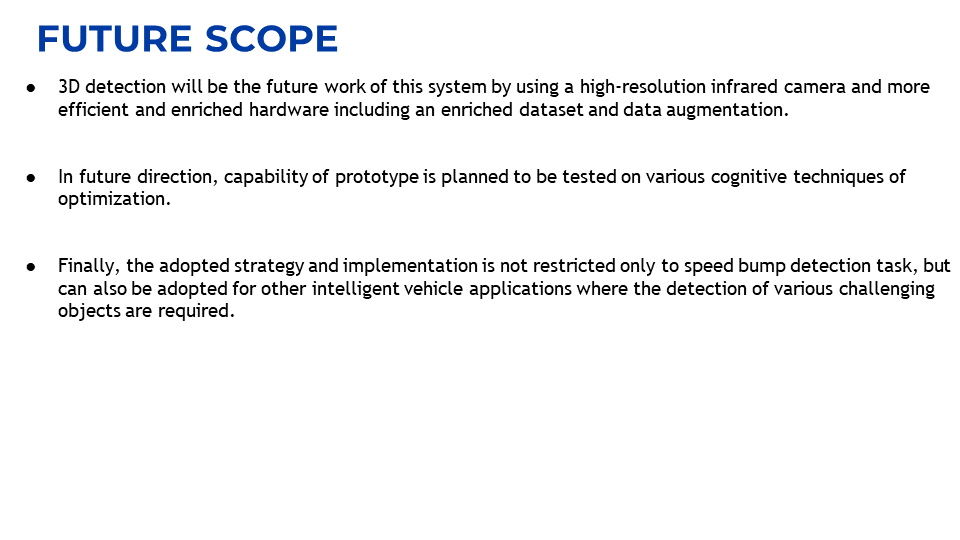 FUTURE SCOPE
● 3D detection will be the future work of this system by using a high-resolution infrared camera and more
efficient and enriched hardware including an enriched dataset and data augmentation.
● In future direction, capability of prototype is planned to be tested on various cognitive techniques of
optimization.
● Finally, the adopted strategy and implementation is not restricted only to speed bump detection task, but
can also be adopted for other intelligent vehicle applications where the detection of various challenging
objects are required.